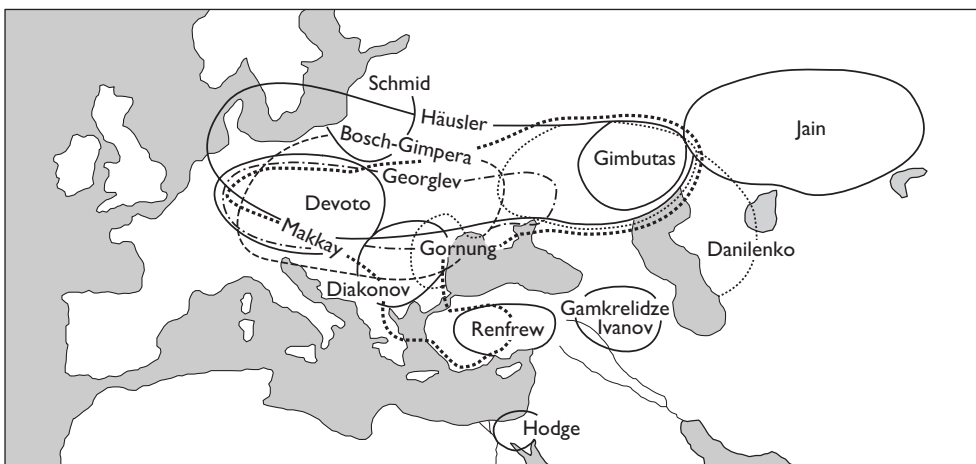 Schmid
Häusler
Bosch-Gimpera
Georglev
Jain
Gimbutas
Devoto
Makkay
Gornung
Danilenko
Diakonov
Gamkrelidze
Ivanov
Renfrew
Hodge